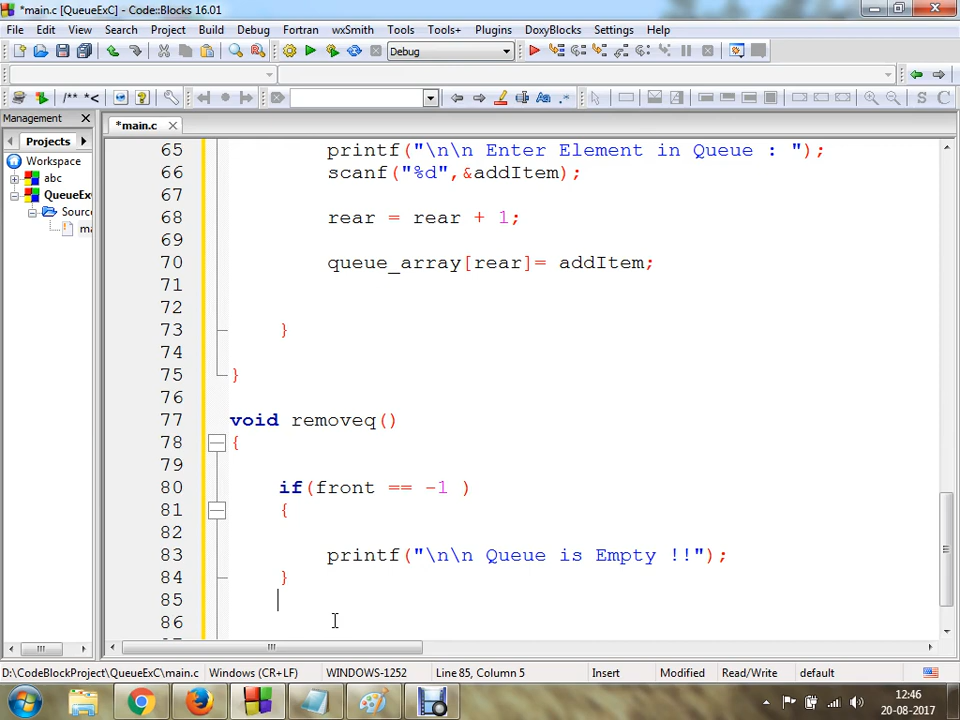 *main.c [QueueExC] - Code::Blocks 16.01
File Edit View Search Project Build Debug Fortran wxSmith Tools Tools+ Plugins DoxyBlocks Settings Help
Debug
/** *<
S C
Management
*main.c
Projects
Workspace
abc
QueueEx
Sourc
ma
65 printf("\n\n Enter Element in Queue : ");
66 scanf("%d",&addItem);
67
68 rear = rear + 1;
69
70 queue_array[rear]= addItem;
71
72
73 }
74
75 }
76
77 void removeq()
78 {
79
80 if(front == -1 )
81 {
82
83 printf("\n\n Queue is Empty !!");
84 }
85
86
D:\CodeBlockProject\QueueExC\main.c Windows (CR+LF) WINDOWS-1252 Line 85, Column 5 Insert Modified Read/Write default
12:46
20-08-2017